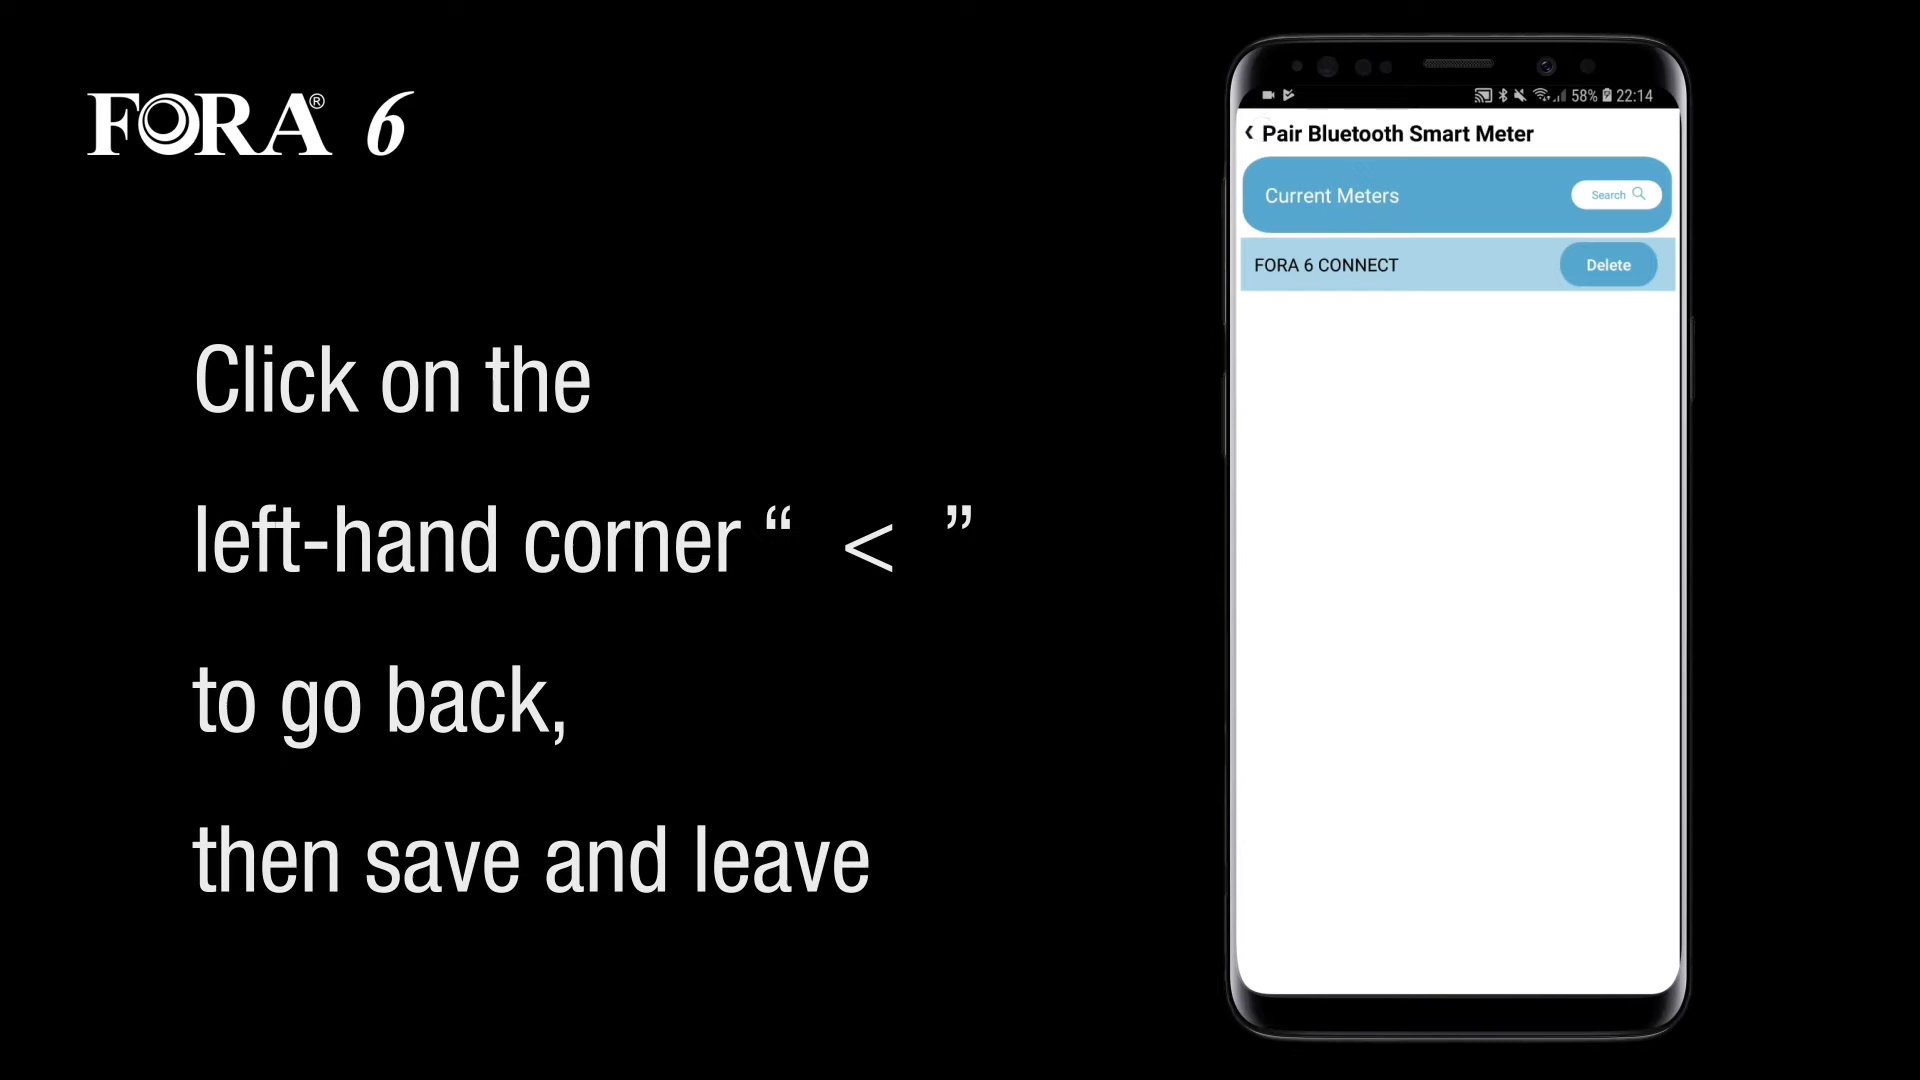 FORA® 6
Click on the
left-hand corner “ < ”
to go back,
then save and leave
58% 22:14
< Pair Bluetooth Smart Meter
Current Meters
Search
FORA 6 CONNECT
Delete